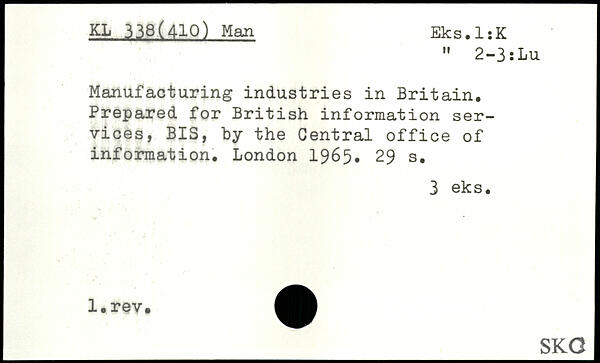 KL 338(410) Man
Eks.1:K
" 2-3:Lu
Manufacturing industries in Britain.
Prepared for British information ser-
vices, BIS, by the Central office of
information. London 1965. 29 s.
3 eks.
1.rev.
SKC